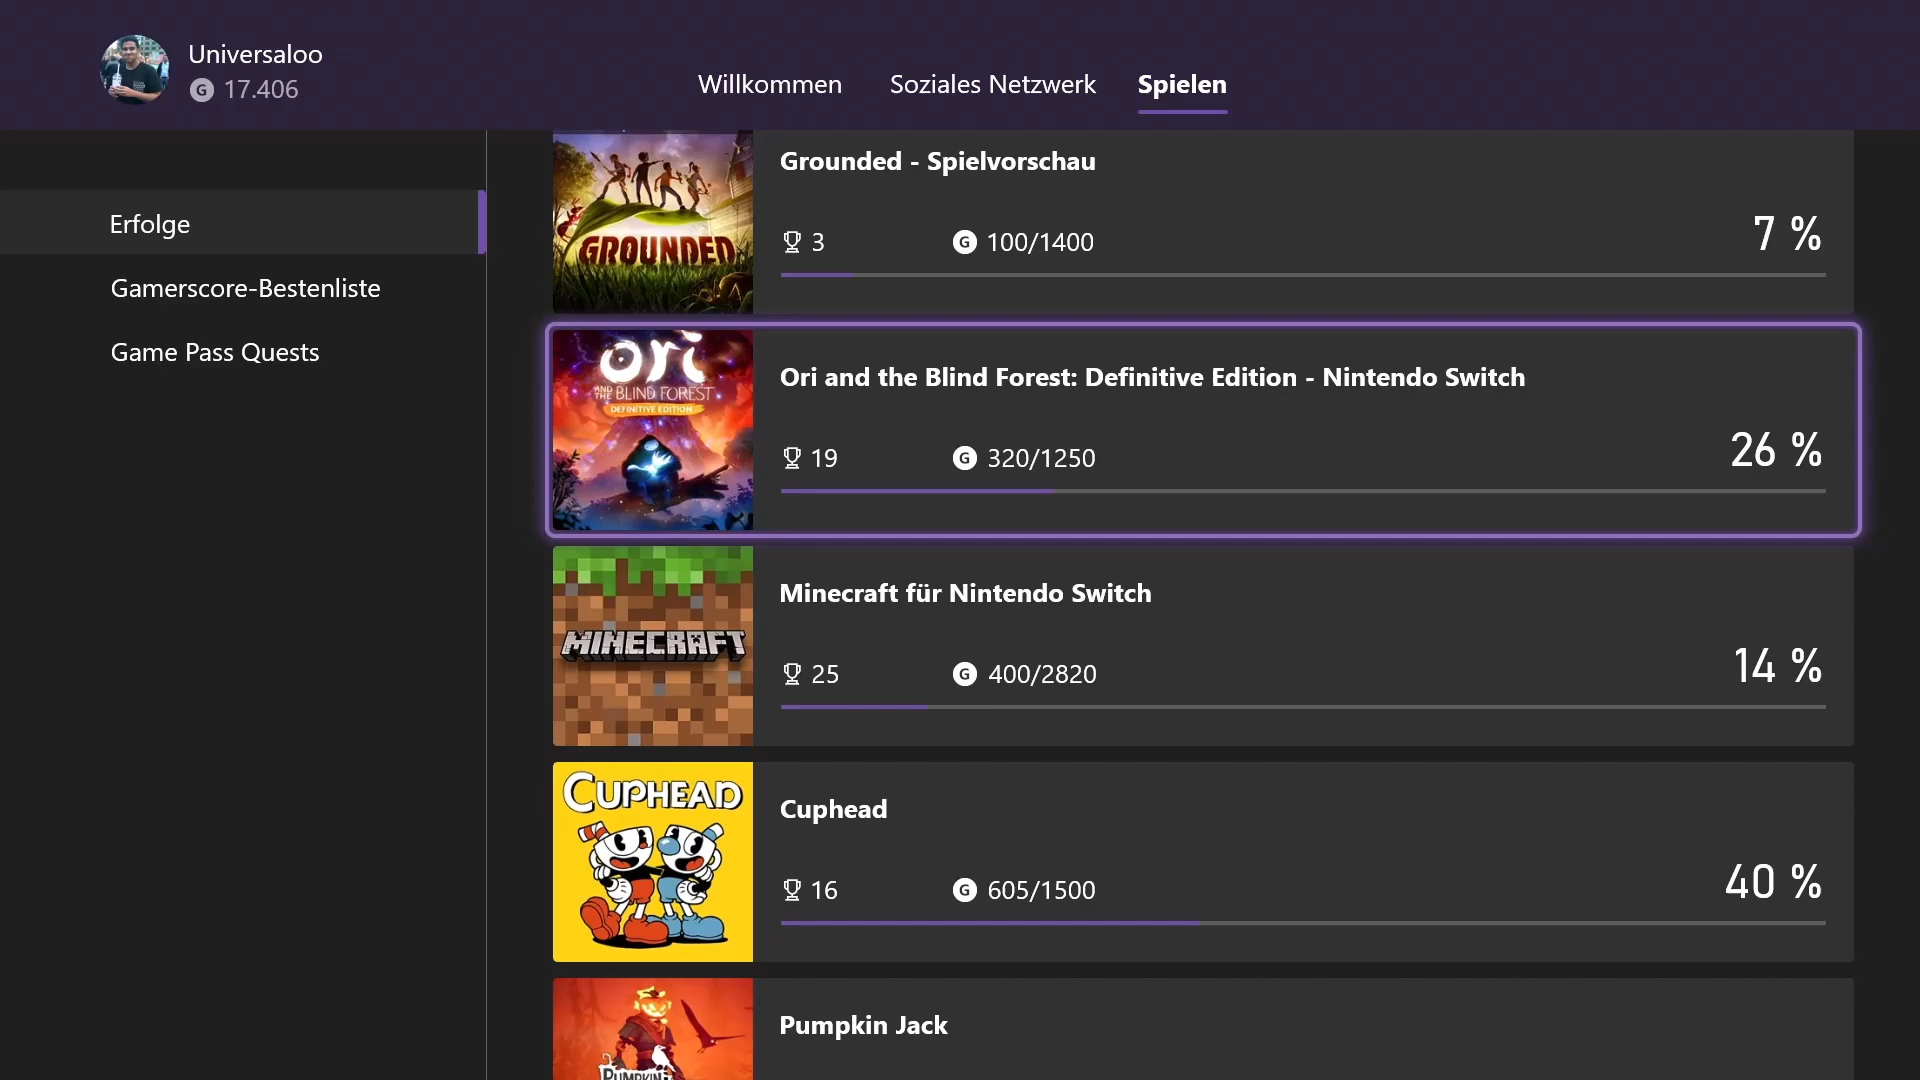 Universaloo
G 17.406
Willkommen
Soziales Netzwerk
Spielen
Erfolge
Gamerscore-Bestenliste
Game Pass Quests
GROUNDED
Grounded - Spielvorschau
3
G 100/1400
7 %
ori
AND THE BLIND FOREST
DEFINITIVE EDITION
Ori and the Blind Forest: Definitive Edition - Nintendo Switch
19
G 320/1250
26 %
MINECRAFT
Minecraft für Nintendo Switch
25
G 400/2820
14 %
CUPHEAD
Cuphead
16
G 605/1500
40 %
PUMPKIN
Pumpkin Jack